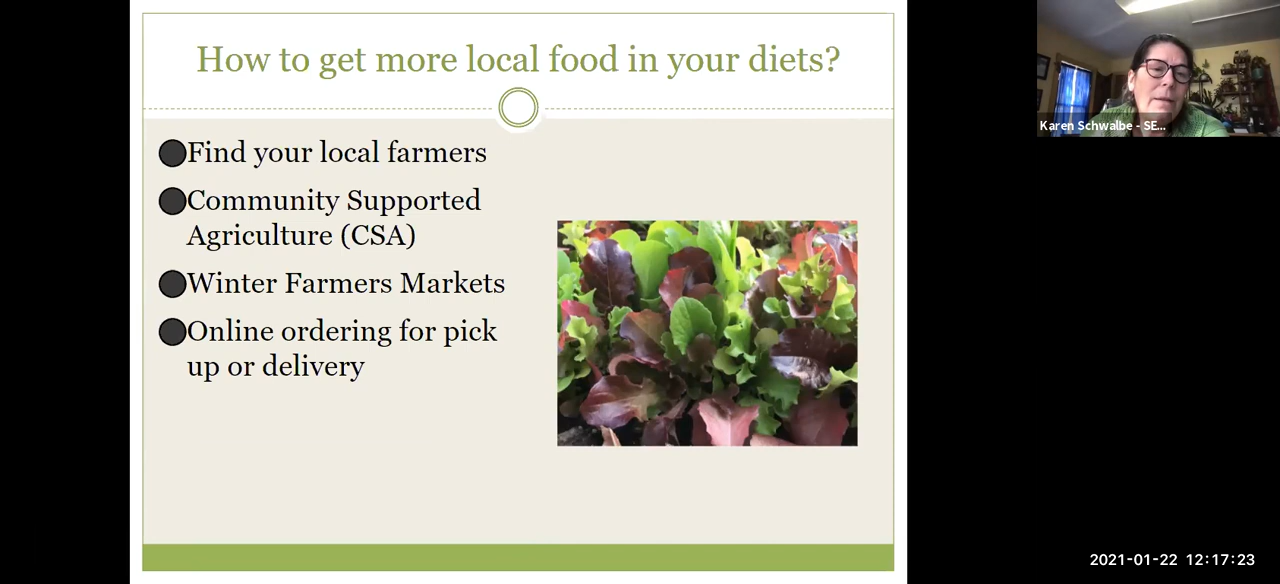 How to get more local food in your diets?
Find your local farmers
Community Supported
Agriculture (CSA)
Winter Farmers Markets
Online ordering for pick
up or delivery
Karen Schwalbe - SE...
2021-01-22 12:17:23